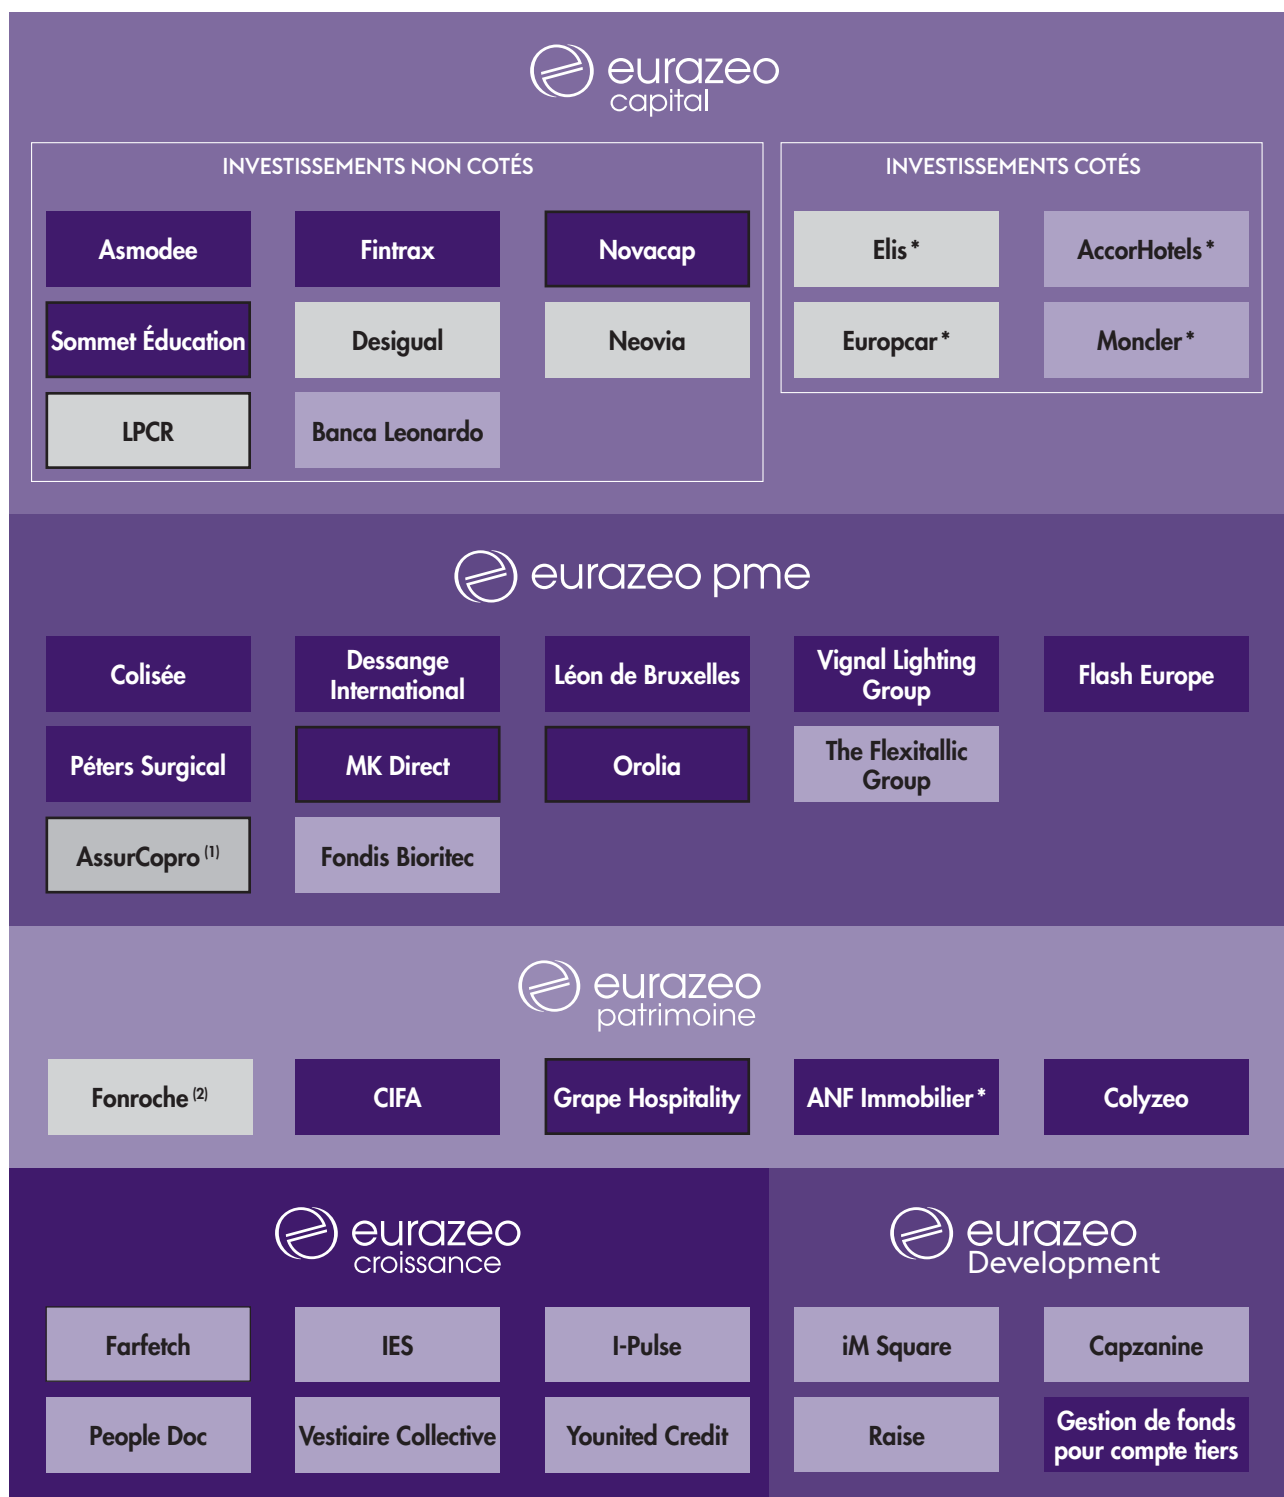 eurazeo
capital
INVESTISSEMENTS NON COTÉS
INVESTISSEMENTS COTÉS
Asmodee
Fintrax
Novacap
Elis *
AccorHotels *
Sommet Éducation
Desigual
Neovia
Europcar *
Moncler *
LPCR
Banca Leonardo
eurazeo pme
Colisée
Dessange
International
Léon de Bruxelles
Vignal Lighting
Group
Flash Europe
Péters Surgical
MK Direct
Orolia
The Flexitallic
Group
AssurCopro (1)
Fondis Bioritec
eurazeo
patrimoine
Fonroche (2)
CIFA
Grape Hospitality
ANF Immobilier *
Colyzeo
eurazeo
croissance
eurazeo
Development
Farfetch
IES
I-Pulse
iM Square
Capzanine
People Doc
Vestiaire Collective
Younited Credit
Raise
Gestion de fonds
pour compte tiers